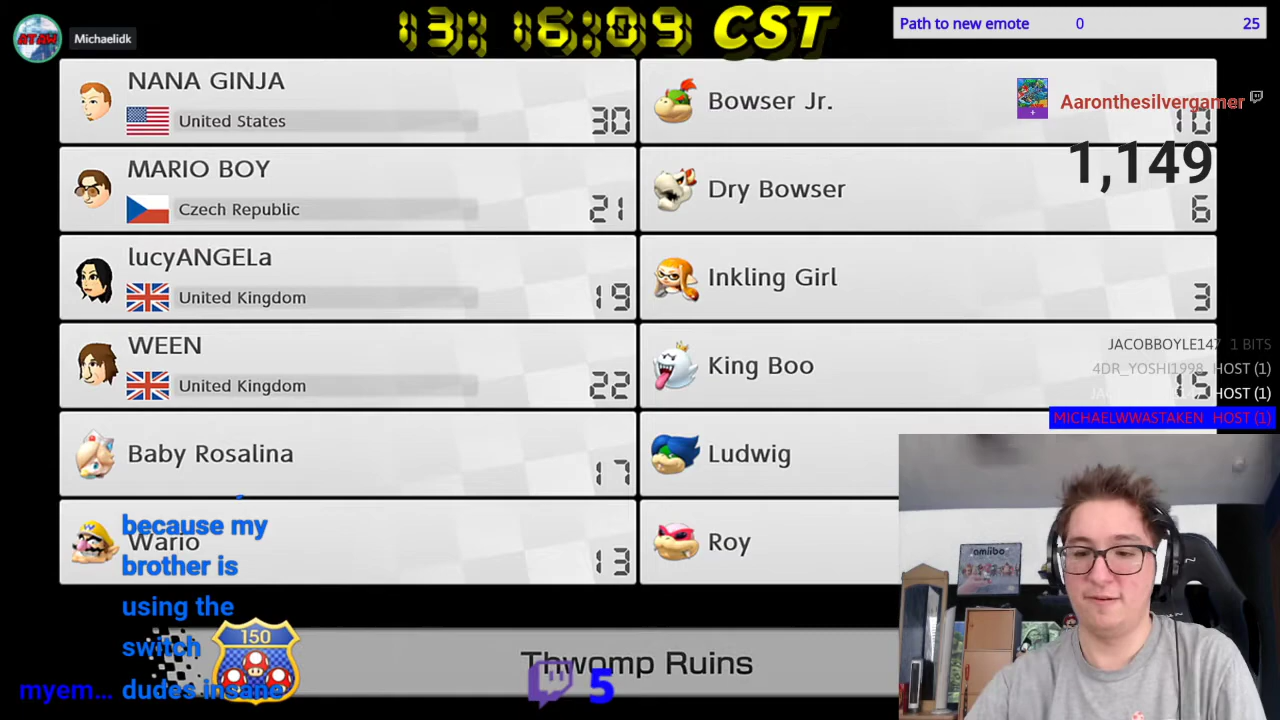 ATAW
Michaelidk
13:16:09 CST
Path to new emote 0 25
NANA GINJA
United States
30
MARIO BOY
Czech Republic
21
lucyANGELa
United Kingdom
19
WEEN
United Kingdom
22
Baby Rosalina
17
Wario
13
Bowser Jr.
10
Dry Bowser
6
Inkling Girl
3
King Boo
15
Ludwig
Roy
Aaronthesilvergamer
1,149
JACOBBOYLE147 1 BITS
4DR_YOSHI1998 HOST (1)
HOST (1)
MICHAELWWASTAKEN HOST (1)
amiibo
because my
brother is
using the
switch
myem... dudes insane
150
Thwomp Ruins
5